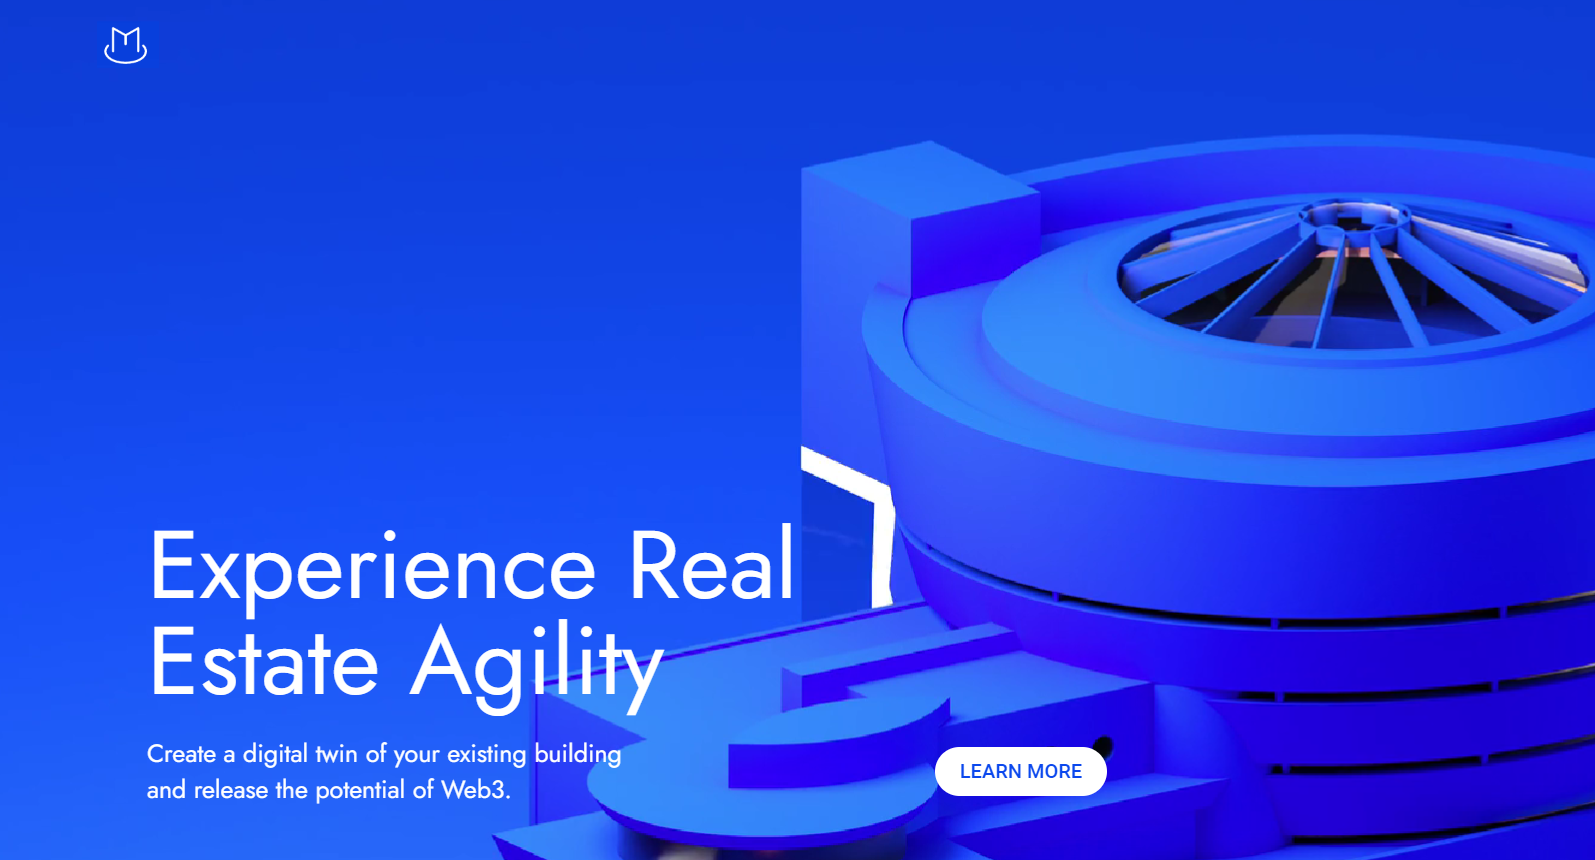 Experience Real
Estate Agility
Create a digital twin of your existing building
and release the potential of Web3.
LEARN MORE